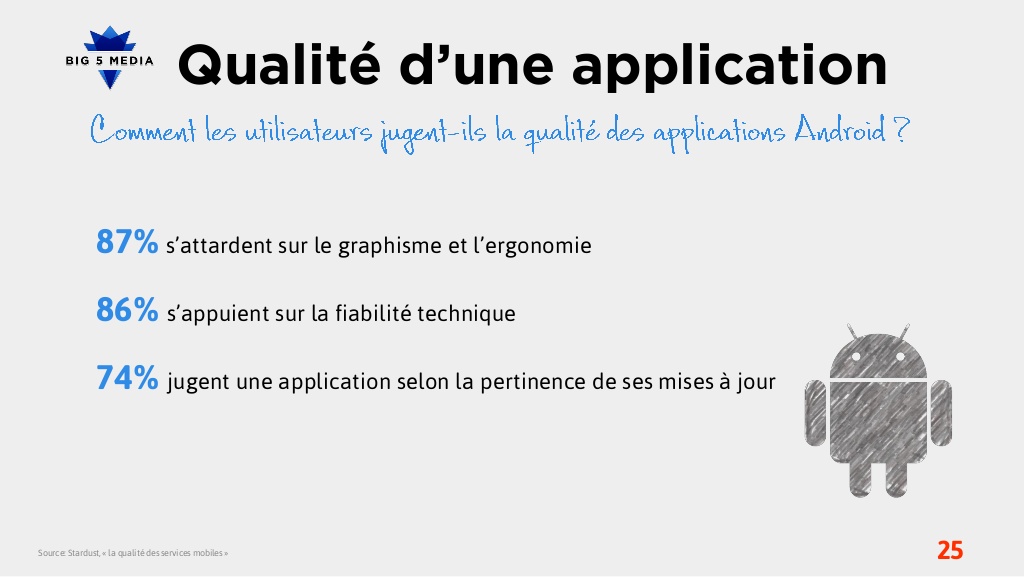 BIG 5 MEDIA
Qualité d’une application
Comment les utilisateurs jugent-ils la qualité des applications Android ?
87% s’attardent sur le graphisme et l’ergonomie
86% s’appuient sur la fiabilité technique
74% jugent une application selon la pertinence de ses mises à jour
Source: Stardust, « la qualité des services mobiles »
25